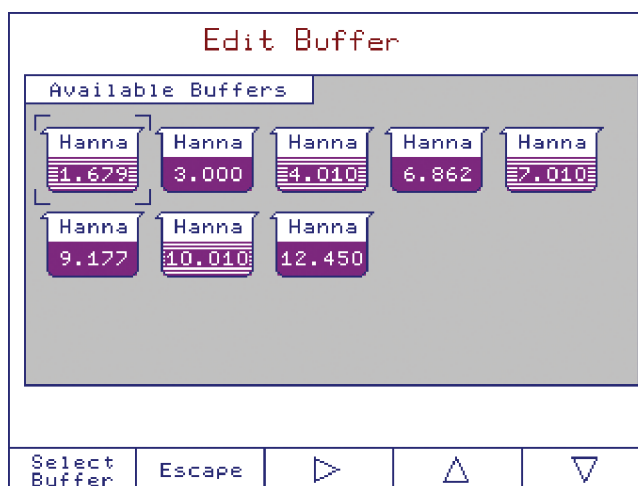 Edit Buffer
Available Buffers
Hanna Hanna Hanna Hanna Hanna
1.679 3.000 4.010 6.862 7.010
Hanna Hanna Hanna
9.177 10.010 12.450
Select Escape
Buffer